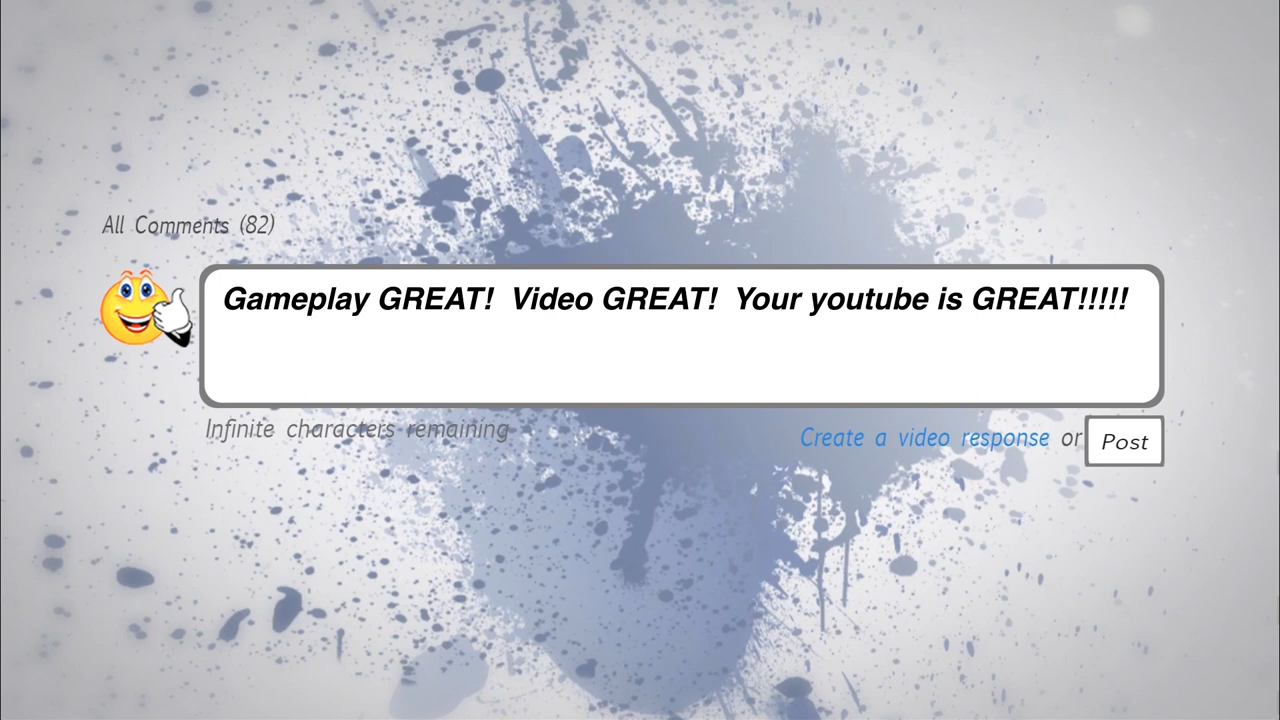 All Comments (82)
Gameplay GREAT!  Video GREAT!  Your youtube is GREAT!!!!!
Infinite characters remaining
Create a video response or Post